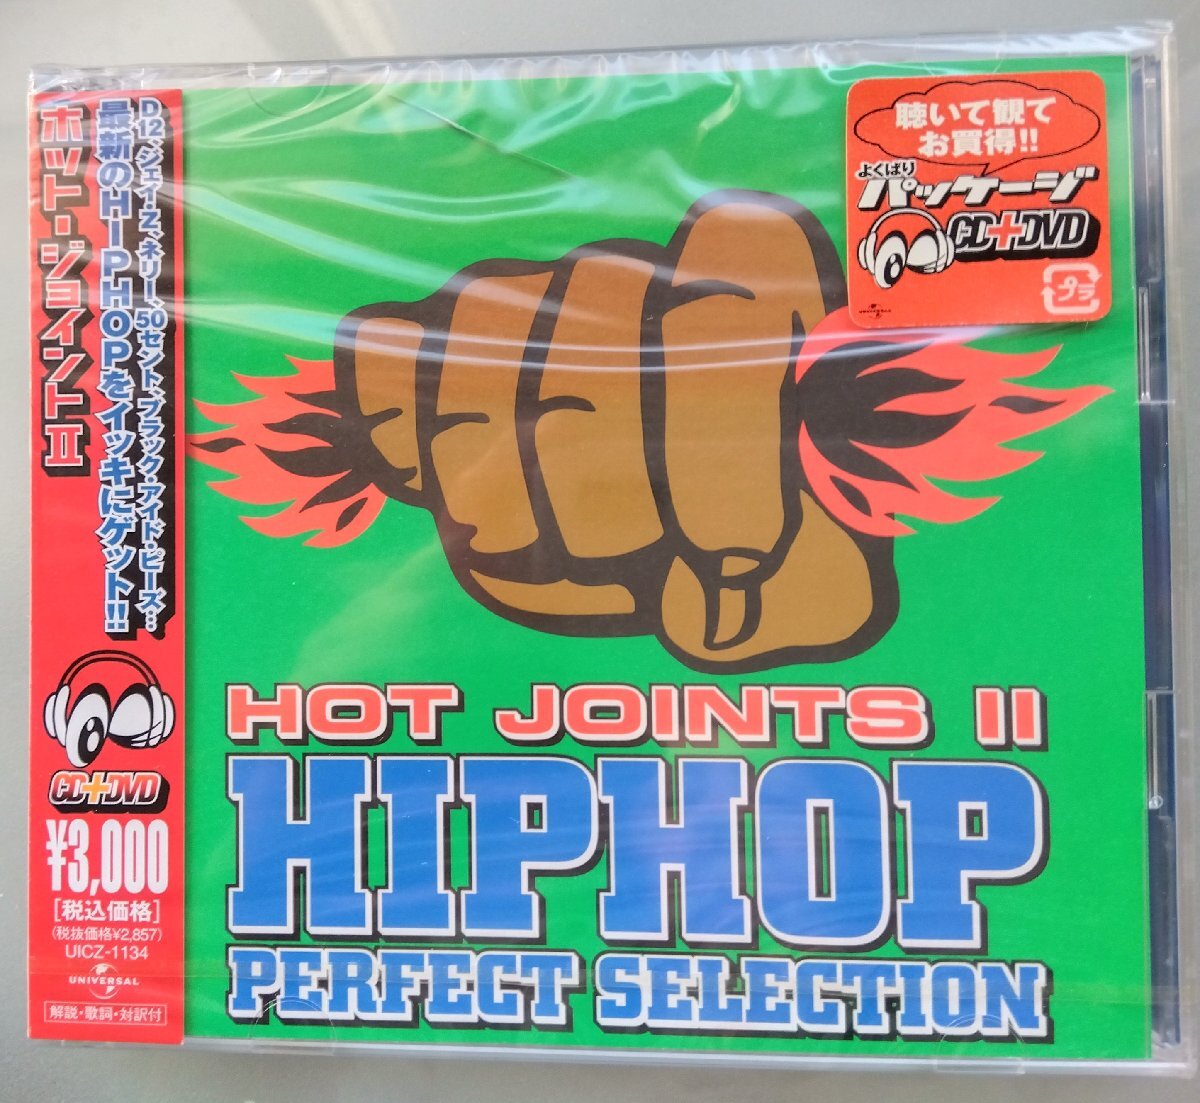 D12、ジェイ・Z、ネリー、50セント、ブラック・アイド・ピーズ…
最新のHIPHOPをイッキにゲット!!
ホット・ジョイントII
CD+DVD
¥3,000
[税込価格]
(税抜価格¥2,857)
UICZ-1134
UNIVERSAL
解説・歌詞・対訳付
聴いて観て
お買得!!
よくばり
パッケージ
CD+DVD
プラ
UNIVERSAL
HOT JOINTS II
HIPHOP
PERFECT SELECTION